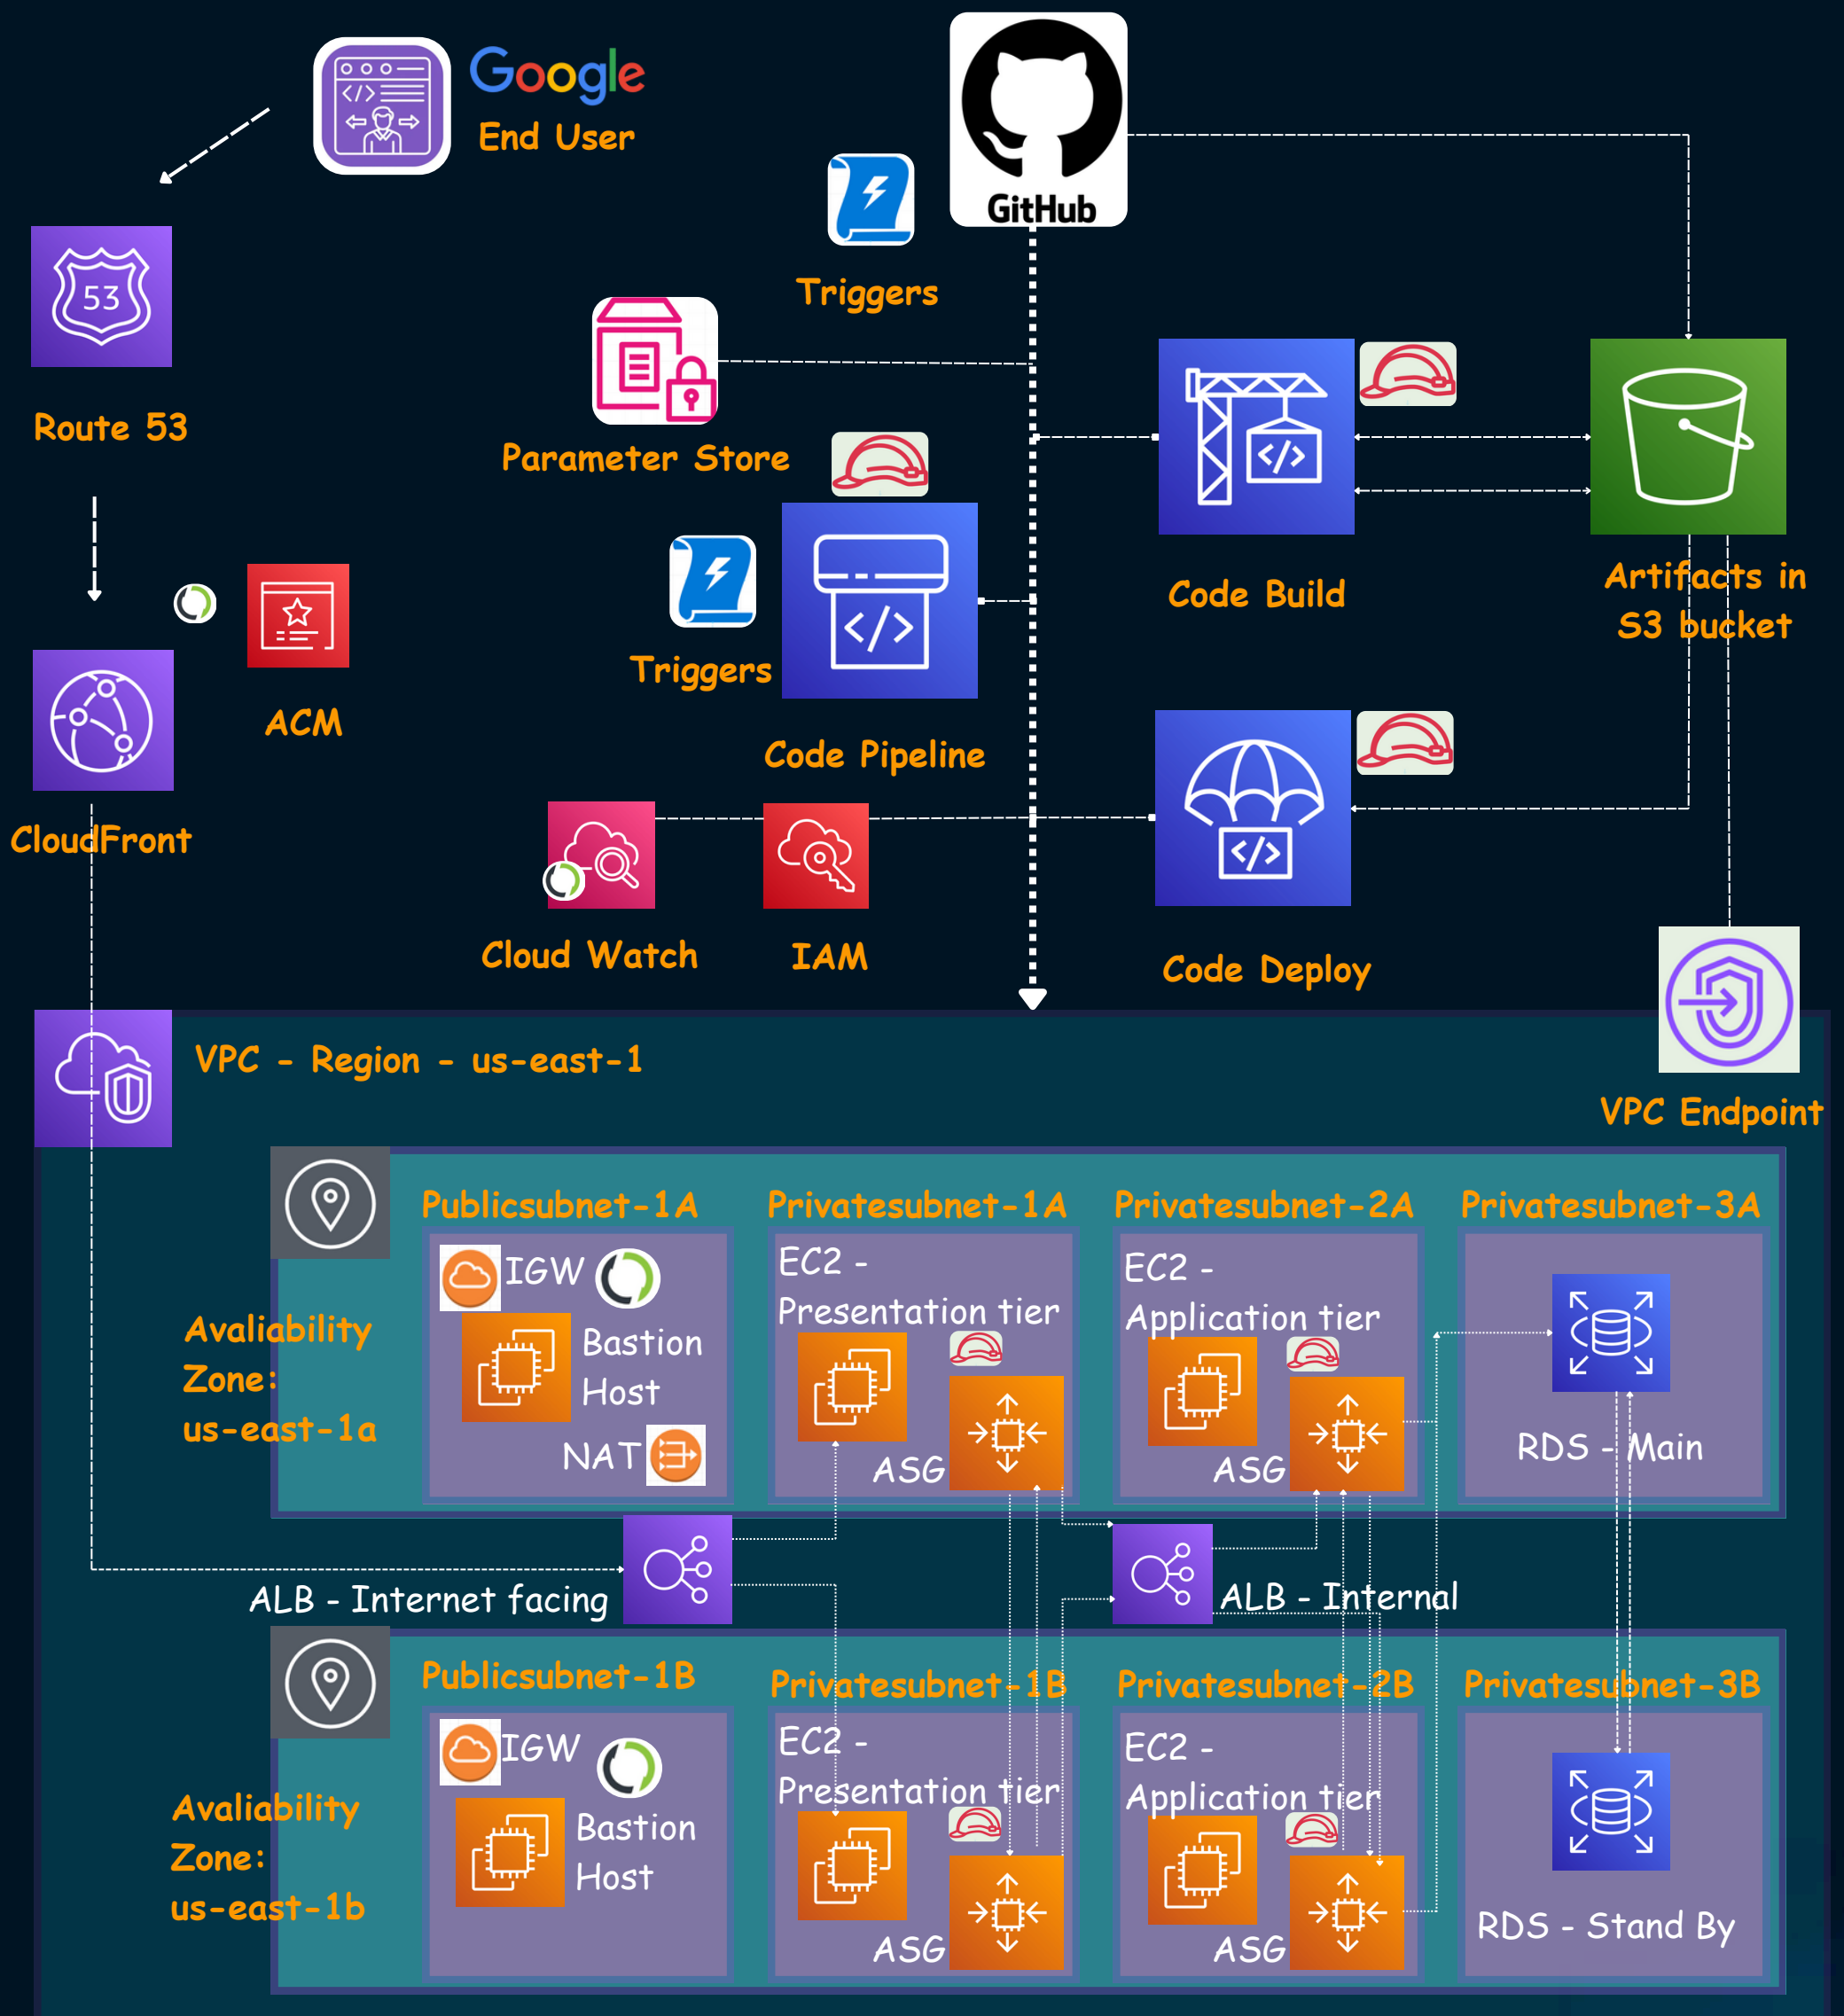 Google
End User
GitHub
Triggers
53
Route 53
Parameter Store
Triggers
Code Pipeline
Code Build
Artifacts in
S3 bucket
ACM
CloudFront
Cloud Watch
IAM
Code Deploy
VPC - Region - us-east-1
VPC Endpoint
Avaliability
Zone:
us-east-1a
Publicsubnet-1A
IGW
Bastion
Host
NAT
Privatesubnet-1A
EC2 -
Presentation tier
ASG
Privatesubnet-2A
EC2 -
Application tier
ASG
Privatesubnet-3A
RDS - Main
ALB - Internet facing
ALB - Internal
Avaliability
Zone:
us-east-1b
Publicsubnet-1B
IGW
Bastion
Host
Privatesubnet-1B
EC2 -
Presentation tier
ASG
Privatesubnet-2B
EC2 -
Application tier
ASG
Privatesubnet-3B
RDS - Stand By